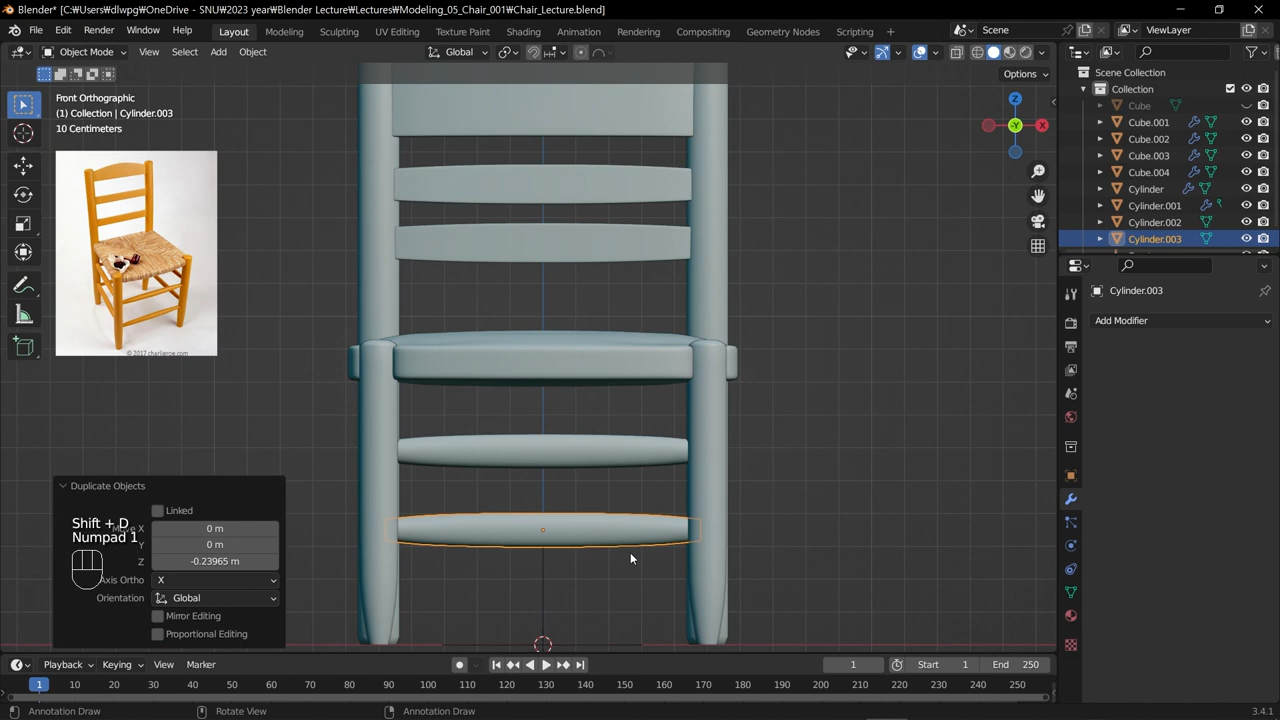 Blender* [C:\Users\dlwpg\OneDrive - SNU\2023 year\Blender Lecture\Lectures\Modeling_05_Chair_001\Chair_Lecture.blend]
File Edit Render Window Help
Layout Modeling Sculpting UV Editing Texture Paint Shading Animation Rendering Compositing Geometry Nodes Scripting
Scene ViewLayer
Object Mode View Select Add Object Global
Options
Front Orthographic
(1) Collection | Cylinder.003
10 Centimeters
© 2017 charlieroe.com
Z
-Y X
Scene Collection
Collection
Cube
Cube.001
Cube.002
Cube.003
Cube.004
Cylinder
Cylinder.001
Cylinder.002
Cylinder.003
Cylinder.003
Add Modifier
Duplicate Objects
Linked
Shift + D
0 m
Numpad 1
Y 0 m
Z -0.23965 m
Axis Ortho X
Orientation Global
Mirror Editing
Proportional Editing
Playback Keying View Marker
1 Start 1 End 250
1 10 20 30 40 50 60 70 80 90 100 110 120 130 140 150 160 170 180 190 200 210 220 230 240 250
Annotation Draw Rotate View Annotation Draw 3.4.1